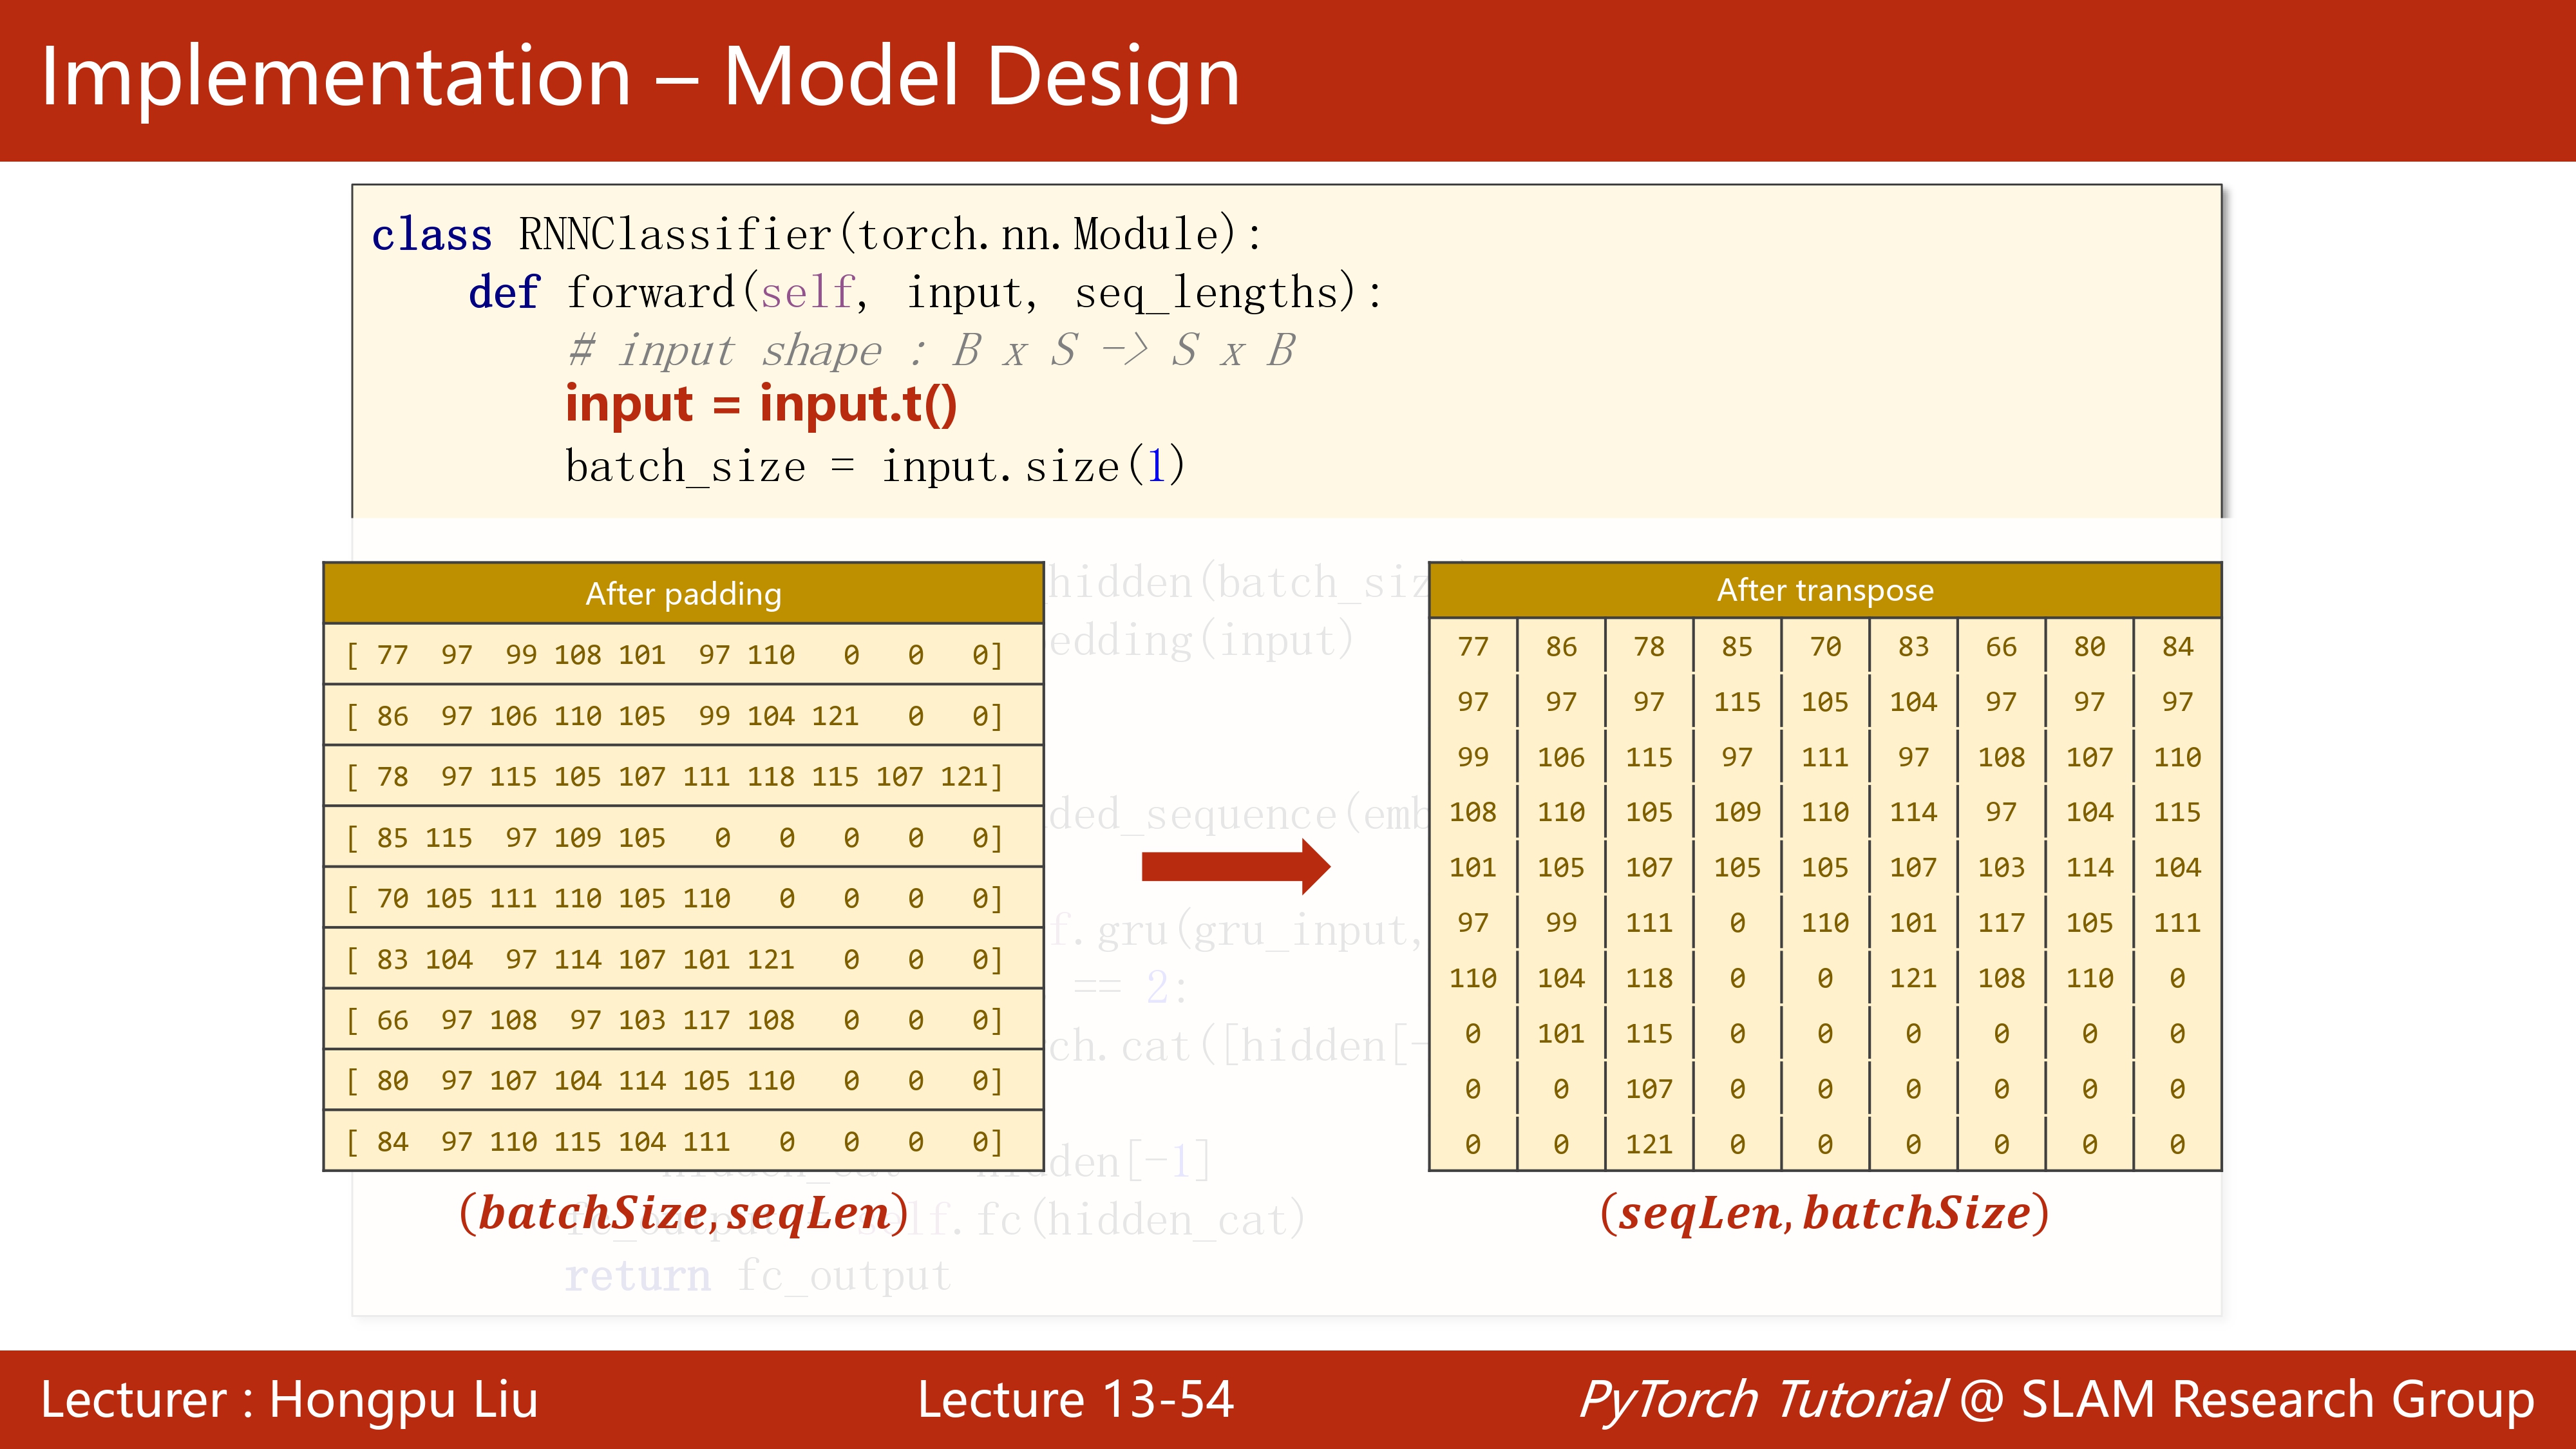 Implementation – Model Design
class RNNClassifier(torch.nn.Module):
def forward(self, input, seq_lengths):
# input shape : B x S -> S x B
input = input.t()
batch_size = input.size(1)
hidden(batch_siz
edding(input)
ded_sequence(emb
f.gru(gru_input,
== 2:
ch.cat([hidden[-
dden[-1]
lf.fc(hidden_cat)
return fc_output
After padding
[ 77 97 99 108 101 97 110 0 0 0]
[ 86 97 106 110 105 99 104 121 0 0]
[ 78 97 115 105 107 111 118 115 107 121]
[ 85 115 97 109 105 0 0 0 0 0]
[ 70 105 111 110 105 110 0 0 0 0]
[ 83 104 97 114 107 101 121 0 0 0]
[ 66 97 108 97 103 117 108 0 0 0]
[ 80 97 107 104 114 105 110 0 0 0]
[ 84 97 110 115 104 111 0 0 0 0]
(batchSize, seqLen)
After transpose
77 86 78 85 70 83 66 80 84
97 97 97 115 105 104 97 97 97
99 106 115 97 111 97 108 107 110
108 110 105 109 110 114 97 104 115
101 105 107 105 105 107 103 114 104
97 99 111 0 110 101 117 105 111
110 104 118 0 0 121 108 110 0
0 101 115 0 0 0 0 0 0
0 0 107 0 0 0 0 0 0
0 0 121 0 0 0 0 0 0
(seqLen, batchSize)
Lecturer : Hongpu Liu
Lecture 13-54
PyTorch Tutorial @ SLAM Research Group